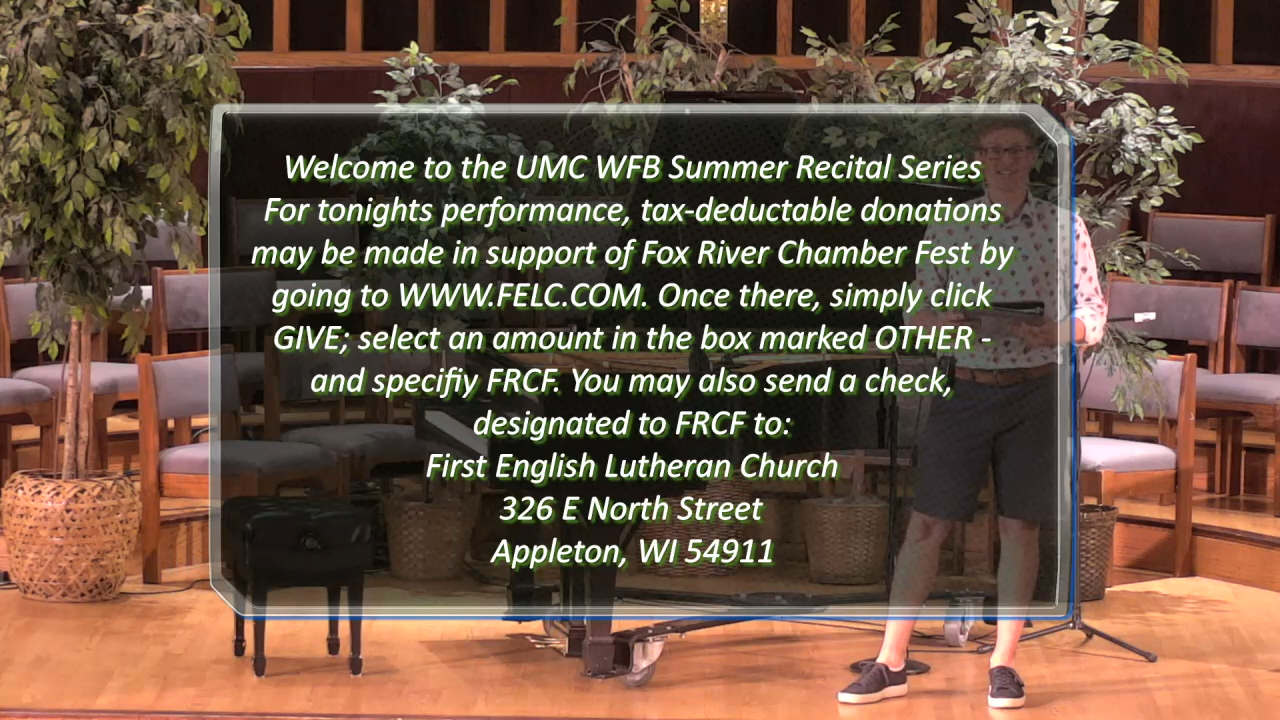 Welcome to the UMC WFB Summer Recital Series
For tonights performance, tax-deductable donations
may be made in support of Fox River Chamber Fest by
going to WWW.FELC.COM. Once there, simply click
GIVE; select an amount in the box marked OTHER -
and specifiy FRCF. You may also send a check,
designated to FRCF to:
First English Lutheran Church
326 E North Street
Appleton, WI 54911